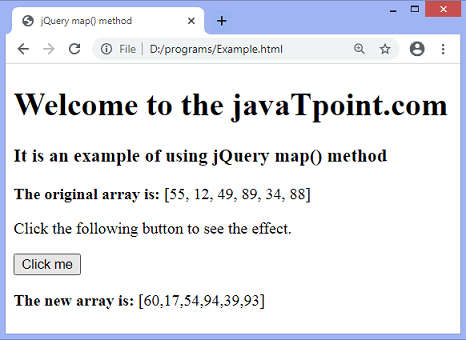 jQuery map() method
File | D:/programs/Example.html
Welcome to the javaTpoint.com
It is an example of using jQuery map() method
The original array is: [55, 12, 49, 89, 34, 88]
Click the following button to see the effect.
Click me
The new array is: [60,17,54,94,39,93]